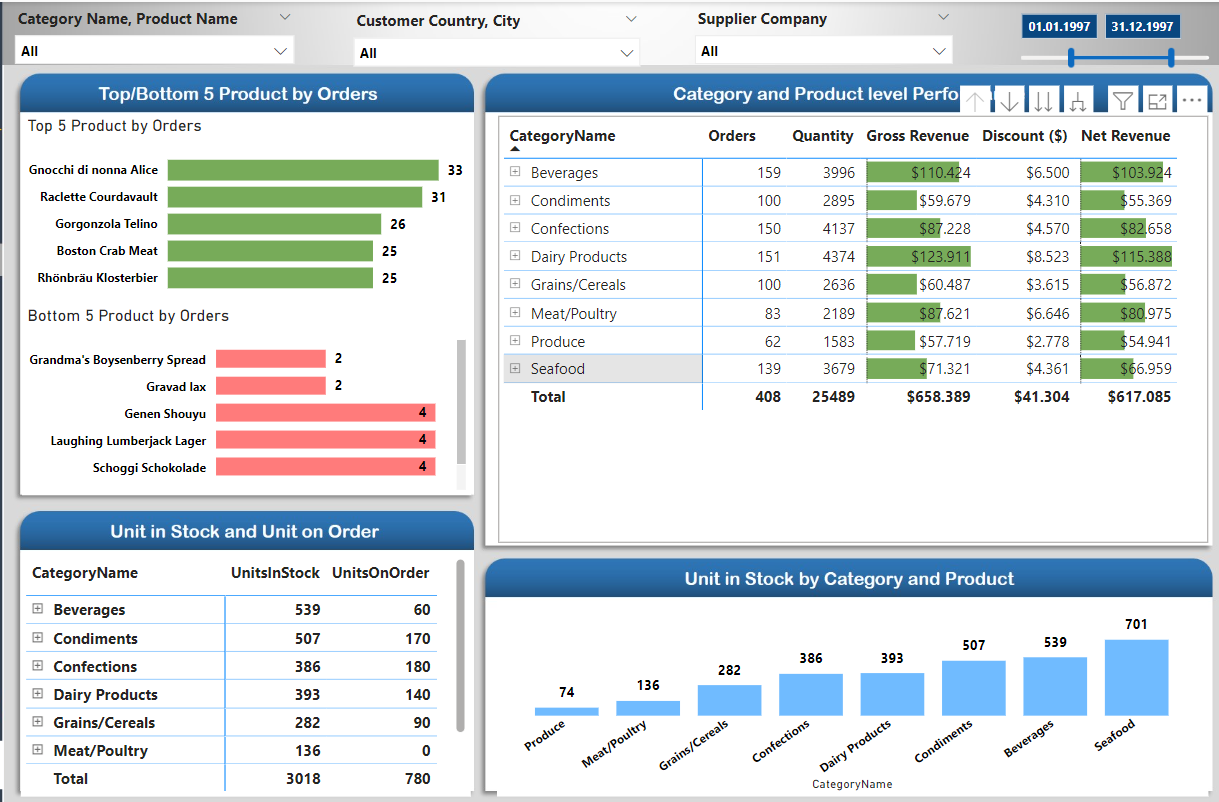 Category Name, Product Name
All
Customer Country, City
All
Supplier Company
All
01.01.1997 31.12.1997
Top/Bottom 5 Product by Orders
Top 5 Product by Orders
Gnocchi di nonna Alice 33
Raclette Courdavault 31
Gorgonzola Telino 26
Boston Crab Meat 25
Rhönbräu Klosterbier 25
Bottom 5 Product by Orders
Grandma's Boysenberry Spread 2
Gravad lax 2
Genen Shouyu 4
Laughing Lumberjack Lager 4
Schoggi Schokolade 4
Category and Product level Perfo
CategoryName Orders Quantity Gross Revenue Discount ($) Net Revenue
Beverages 159 3996 $110.424 $6.500 $103.924
Condiments 100 2895 $59.679 $4.310 $55.369
Confections 150 4137 $87.228 $4.570 $82.658
Dairy Products 151 4374 $123.911 $8.523 $115.388
Grains/Cereals 100 2636 $60.487 $3.615 $56.872
Meat/Poultry 83 2189 $87.621 $6.646 $80.975
Produce 62 1583 $57.719 $2.778 $54.941
Seafood 139 3679 $71.321 $4.361 $66.959
Total 408 25489 $658.389 $41.304 $617.085
Unit in Stock and Unit on Order
CategoryName UnitsInStock UnitsOnOrder
Beverages 539 60
Condiments 507 170
Confections 386 180
Dairy Products 393 140
Grains/Cereals 282 90
Meat/Poultry 136 0
Total 3018 780
Unit in Stock by Category and Product
74 136 282 386 393 507 539 701
Produce Meat/Poultry Grains/Cereals Confections Dairy Products Condiments Beverages Seafood
CategoryName